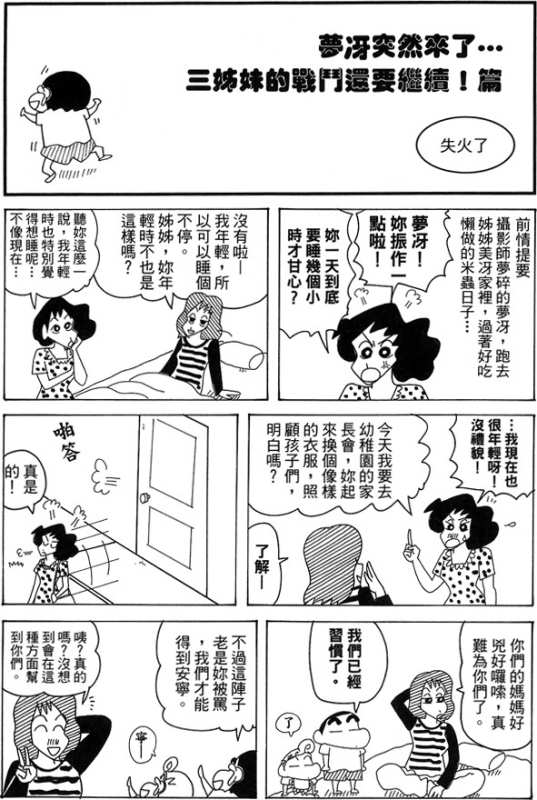 夢冴突然來了…
三姊妹的戰鬥還要繼續！篇
失火了
前情提要
攝影師夢碎的夢冴，跑去
姊姊美冴家裡，過著好吃
懶做的米蟲日子…
夢冴！
妳振作一
點啦！
妳一天到底
要睡幾個小
時才甘心？
沒有啦—
我年輕，所
以可以睡個
不停。
姊姊，妳年
輕時不也是
這樣嗎？
聽妳這麼一
說，我年輕
時也特別覺
得想睡呢…
不像現在…
…我現在也
很年輕呀！
沒禮貌！
今天我要去
幼稚園的家
長會，妳起
來換個像樣
的衣服，照
顧孩子們，
明白嗎？
了解—
啪答
真是
的！
你們的媽媽好
兇好囉嗦，真
難為你們了。
我們已經
習慣了。
了
不過這陣子
老是妳被罵
，我們才能
得到安寧。
寧
咦？真的
嗎？沒想
到會在這
種方面幫
到你們。